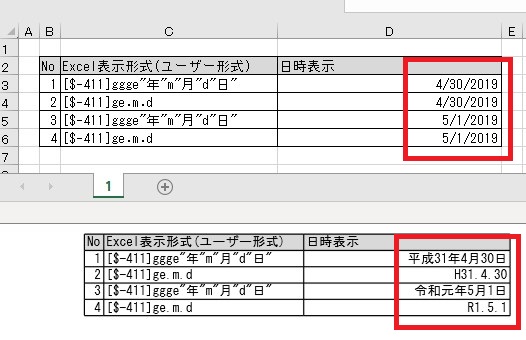 A B C D E
1
2 No Excel表示形式(ユーザー形式) 日時表示
3 1 [$-411]ggge"年"m"月"d"日" 4/30/2019
4 2 [$-411]ge.m.d 4/30/2019
5 3 [$-411]ggge"年"m"月"d"日" 5/1/2019
6 4 [$-411]ge.m.d 5/1/2019
7
1
No Excel表示形式(ユーザー形式) 日時表示
1 [$-411]ggge"年"m"月"d"日" 平成31年4月30日
2 [$-411]ge.m.d H31.4.30
3 [$-411]ggge"年"m"月"d"日" 令和元年5月1日
4 [$-411]ge.m.d R1.5.1